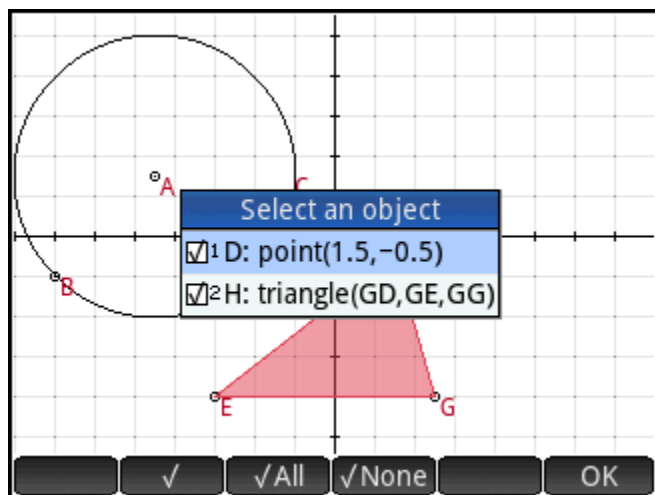 A
C
Select an object
1 D: point(1.5,−0.5)
2 H: triangle(GD,GE,GG)
B
E
G
√ √All √None OK